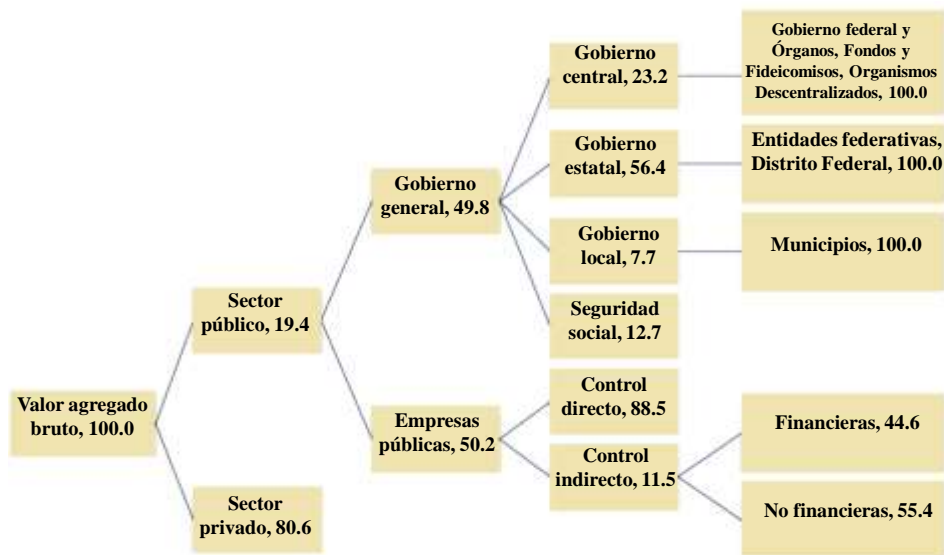 Valor agregado
bruto, 100.0
Sector
público, 19.4
Sector
privado, 80.6
Gobierno
general, 49.8
Empresas
públicas, 50.2
Gobierno
central, 23.2
Gobierno
estatal, 56.4
Gobierno
local, 7.7
Seguridad
social, 12.7
Control
directo, 88.5
Control
indirecto, 11.5
Gobierno federal y
Órganos, Fondos y
Fideicomisos, Organismos
Descentralizados, 100.0
Entidades federativas,
Distrito Federal, 100.0
Municipios, 100.0
Financieras, 44.6
No financieras, 55.4